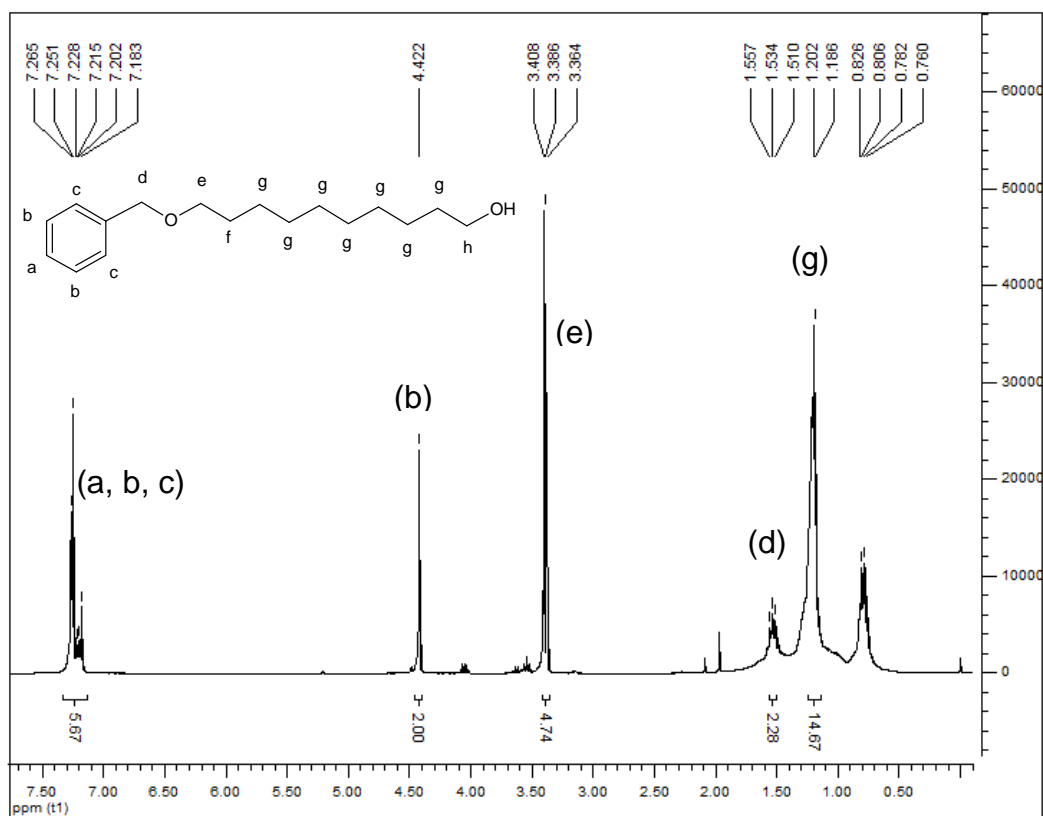 7.265 7.251 7.228 7.215 7.202 7.183 4.422 3.408 3.386 3.364 1.557 1.534 1.510 1.202 1.186 0.826 0.806 0.782 0.760
60000
50000
40000
30000
20000
10000
0
d e g g g g
c
b O OH
f g g g h
a c
b
(g)
(e)
(b)
(a, b, c)
(d)
5.67 2.00 4.74 2.28 14.67
7.50 7.00 6.50 6.00 5.50 5.00 4.50 4.00 3.50 3.00 2.50 2.00 1.50 1.00 0.50
ppm (t1)